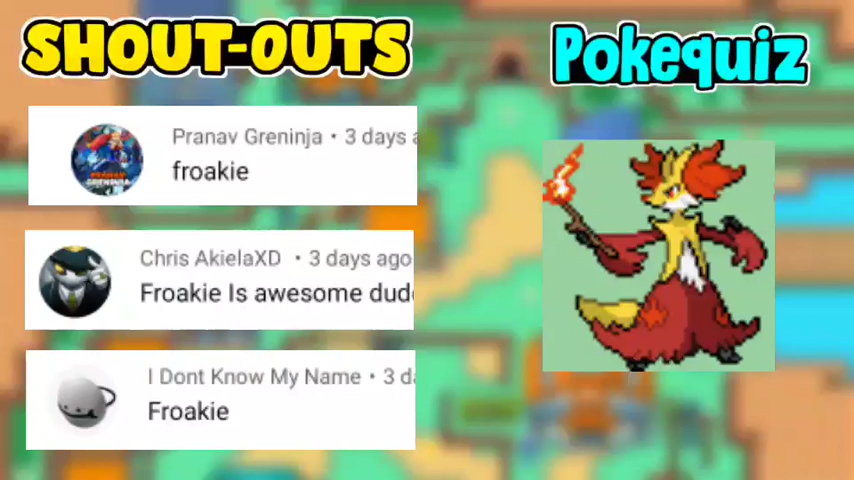 SHOUT-OUTS
Pokequiz
Pranav Greninja • 3 days a
froakie
Chris AkielaXD • 3 days ago
Froakie Is awesome dud
I Dont Know My Name • 3 d
Froakie